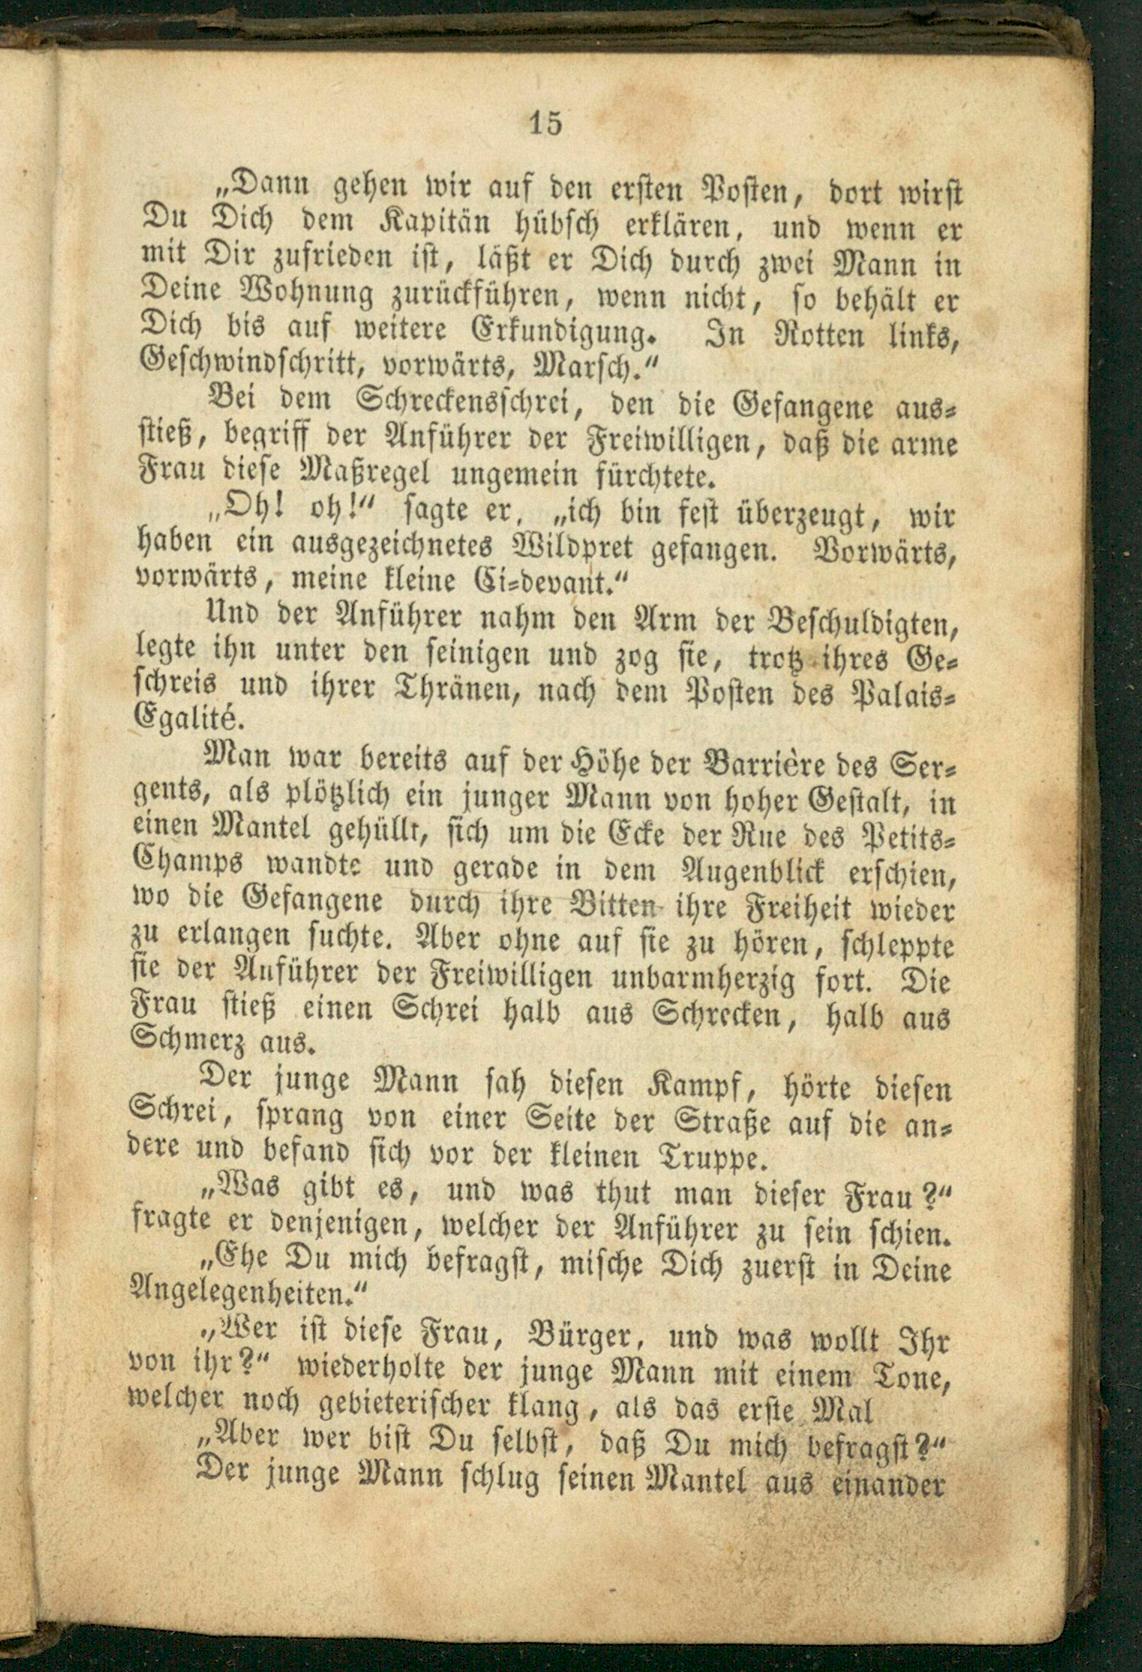 15
„Dann gehen wir auf den ersten Posten, dort wirst
Du Dich dem Kapitän hübsch erklären, und wenn er
mit Dir zufrieden ist, läßt er Dich durch zwei Mann in
Deine Wohnung zurückführen, wenn nicht, so behält er
Dich bis auf weitere Erkundigung. In Rotten links,
Geschwindschritt, vorwärts, Marsch.“
Bei dem Schreckensschrei, den die Gefangene aus-
stieß, begriff der Anführer der Freiwilligen, daß die arme
Frau diese Maßregel ungemein fürchtete.
„Oh! oh!“ sagte er, „ich bin fest überzeugt, wir
haben ein ausgezeichnetes Wildpret gefangen. Vorwärts,
vorwärts, meine kleine Ci-devant.“
Und der Anführer nahm den Arm der Beschuldigten,
legte ihn unter den seinigen und zog sie, trotz ihres Ge-
schreis und ihrer Thränen, nach dem Posten des Palais-
Egalité.
Man war bereits auf der Höhe der Barrière des Ser-
gents, als plötzlich ein junger Mann von hoher Gestalt, in
einen Mantel gehüllt, sich um die Ecke der Rue des Petits-
Champs wandte und gerade in dem Augenblick erschien,
wo die Gefangene durch ihre Bitten ihre Freiheit wieder
zu erlangen suchte. Aber ohne auf sie zu hören, schleppte
sie der Anführer der Freiwilligen unbarmherzig fort. Die
Frau stieß einen Schrei halb aus Schrecken, halb aus
Schmerz aus.
Der junge Mann sah diesen Kampf, hörte diesen
Schrei, sprang von einer Seite der Straße auf die an-
dere und befand sich vor der kleinen Truppe.
„Was gibt es, und was thut man dieser Frau?“
fragte er denjenigen, welcher der Anführer zu sein schien.
„Ehe Du mich befragst, mische Dich zuerst in Deine
Angelegenheiten.“
„Wer ist diese Frau, Bürger, und was wollt Ihr
von ihr?“ wiederholte der junge Mann mit einem Tone,
welcher noch gebieterischer klang, als das erste Mal
„Aber wer bist Du selbst, daß Du mich befragst?“
Der junge Mann schlug seinen Mantel aus einander